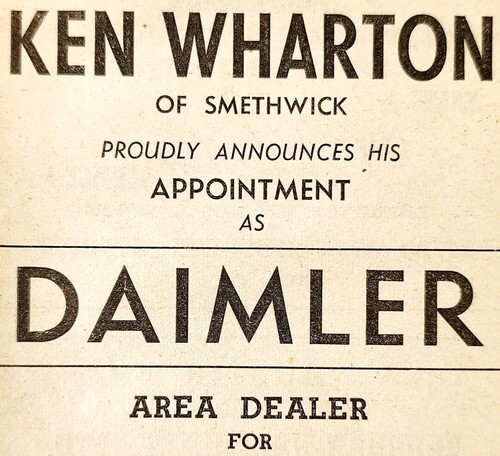 KEN WHARTON
OF SMETHWICK
PROUDLY ANNOUNCES HIS
APPOINTMENT
AS
DAIMLER
AREA DEALER
FOR